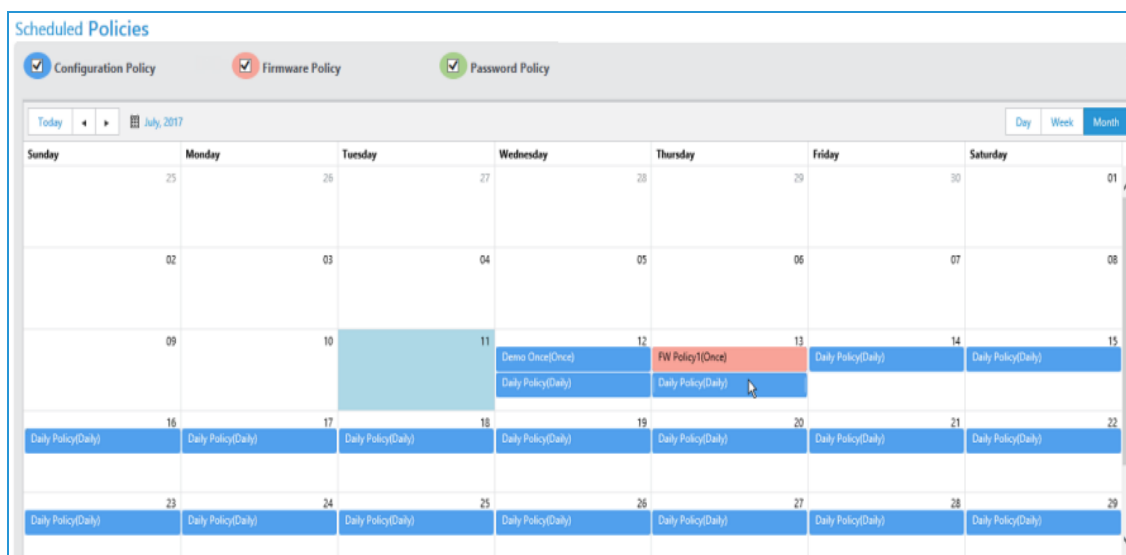 Scheduled Policies
Configuration Policy Firmware Policy Password Policy
Today July, 2017 Day Week Month
Sunday Monday Tuesday Wednesday Thursday Friday Saturday
25 26 27 28 29 30 01
02 03 04 05 06 07 08
09 10 11 12 13 14 15
Demo Once(Once) FW Policy1(Once) Daily Policy(Daily) Daily Policy(Daily)
Daily Policy(Daily) Daily Policy(Daily)
16 17 18 19 20 21 22
Daily Policy(Daily) Daily Policy(Daily) Daily Policy(Daily) Daily Policy(Daily) Daily Policy(Daily) Daily Policy(Daily) Daily Policy(Daily)
23 24 25 26 27 28 29
Daily Policy(Daily) Daily Policy(Daily) Daily Policy(Daily) Daily Policy(Daily) Daily Policy(Daily) Daily Policy(Daily) Daily Policy(Daily)